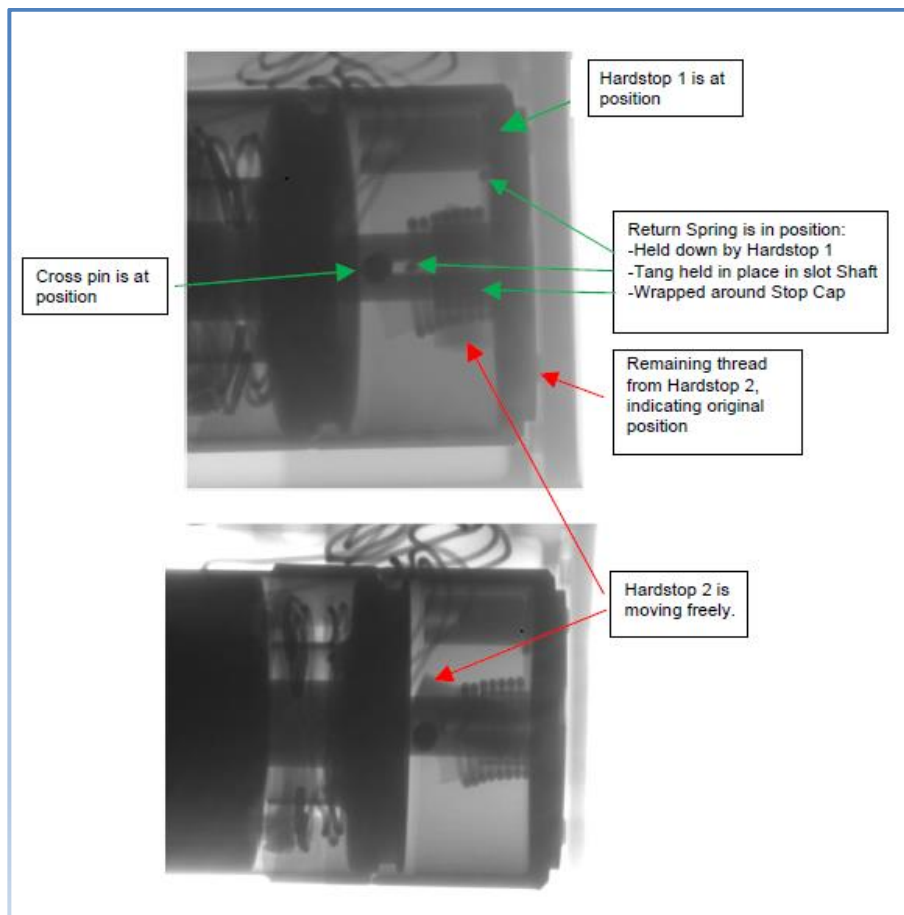 Hardstop 1 is at
position
Return Spring is in position:
-Held down by Hardstop 1
-Tang held in place in slot Shaft
-Wrapped around Stop Cap
Cross pin is at
position
Remaining thread
from Hardstop 2,
indicating original
position
Hardstop 2 is
moving freely.